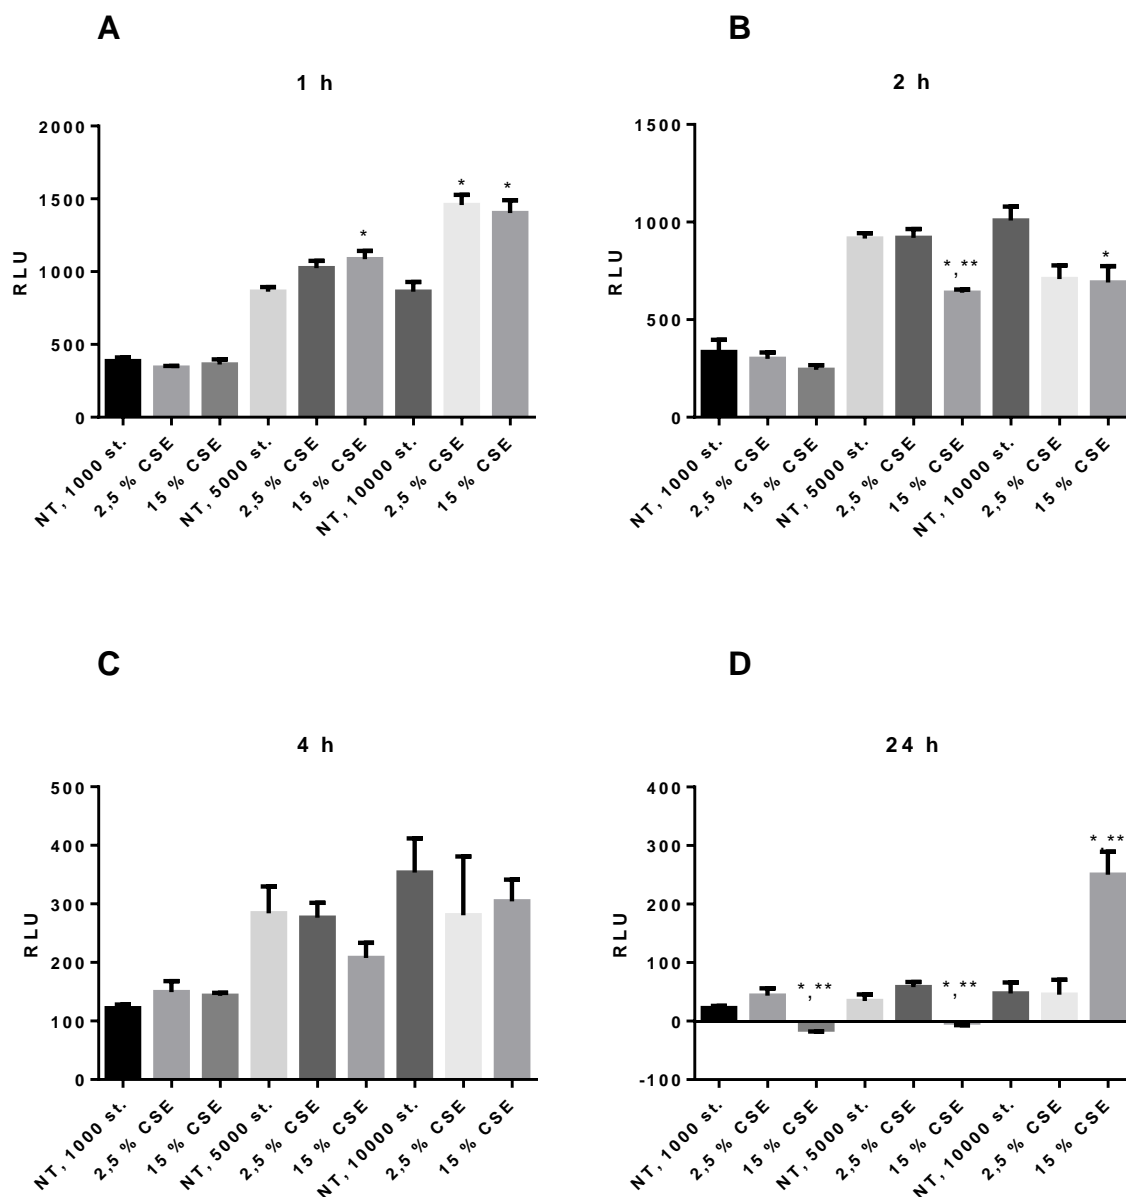 A
1 h
RLU
2000
1500
1000
500
0
*
*
*
NT, 1000 st.
2,5 % CSE
15 % CSE
NT, 5000 st.
2,5 % CSE
15 % CSE
NT, 10000 st.
2,5 % CSE
15 % CSE
B
2 h
RLU
1500
1000
500
0
*,**
*
NT, 1000 st.
2,5 % CSE
15 % CSE
NT, 5000 st.
2,5 % CSE
15 % CSE
NT, 10000 st.
2,5 % CSE
15 % CSE
C
4 h
RLU
500
400
300
200
100
0
NT, 1000 st.
2,5 % CSE
15 % CSE
NT, 5000 st.
2,5 % CSE
15 % CSE
NT, 10000 st.
2,5 % CSE
15 % CSE
D
24 h
RLU
400
300
200
100
0
-100
*,**
*,**
*,**
NT, 1000 st.
2,5 % CSE
15 % CSE
NT, 5000 st.
2,5 % CSE
15 % CSE
NT, 10000 st.
2,5 % CSE
15 % CSE